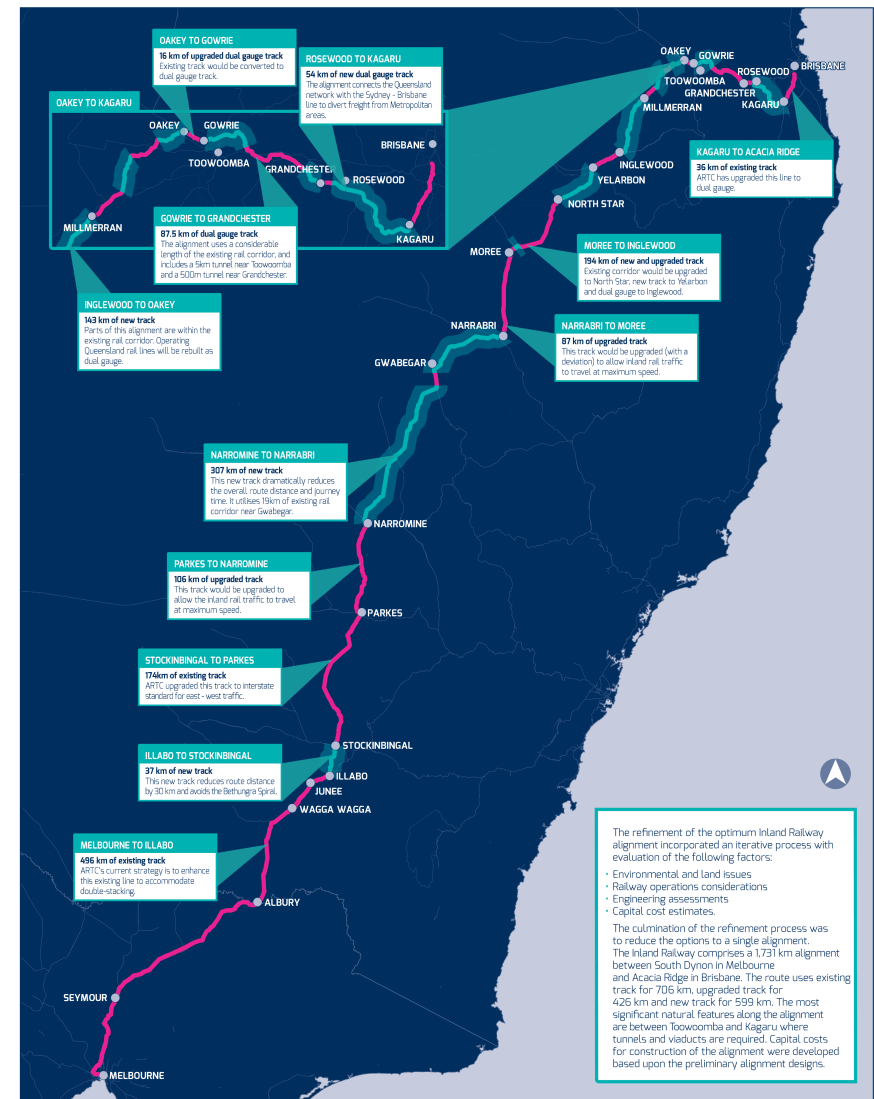 OAKEY TO GOWRIE
16 km of upgraded dual gauge track
Existing track would be converted to
dual gauge track.
ROSEWOOD TO KAGARU
54 km of new dual gauge track
The alignment connects the Queensland
network with the Sydney - Brisbane
line to divert freight from Metropolitan
areas.
OAKEY TO KAGARU
OAKEY
GOWRIE
TOOWOOMBA
GRANDCHESTER
ROSEWOOD
BRISBANE
MILLMERRAN
KAGARU
GOWRIE TO GRANDCHESTER
87.5 km of dual gauge track
The alignment uses a considerable
length of the existing rail corridor, and
includes a 5km tunnel near Toowoomba
and a 500m tunnel near Grandchester.
INGLEWOOD TO OAKEY
143 km of new track
Parts of this alignment are within the
existing rail corridor. Operating
Queensland rail lines will be rebuilt as
dual gauge.
OAKEY
GOWRIE
TOOWOOMBA
ROSEWOOD
BRISBANE
GRANDCHESTER
KAGARU
MILLMERRAN
KAGARU TO ACACIA RIDGE
36 km of existing track
ARTC has upgraded this line to
dual gauge.
INGLEWOOD
YELARBON
NORTH STAR
MOREE
MOREE TO INGLEWOOD
194 km of new and upgraded track
Existing corridor would be upgraded
to North Star, new track to Yelarbon
and dual gauge to Inglewood.
NARRABRI
NARRABRI TO MOREE
87 km of upgraded track
This track would be upgraded (with a
deviation) to allow inland rail traffic
to travel at maximum speed.
GWABEGAR
NARROMINE TO NARRABRI
307 km of new track
This new track dramatically reduces
the overall route distance and journey
time. It utilises 19km of existing rail
corridor near Gwabegar.
NARROMINE
PARKES TO NARROMINE
106 km of upgraded track
This track would be upgraded to
allow the inland rail traffic to travel
at maximum speed.
PARKES
STOCKINBINGAL TO PARKES
174km of existing track
ARTC upgraded this track to interstate
standard for east - west traffic.
STOCKINBINGAL
ILLABO TO STOCKINBINGAL
37 km of new track
This new track reduces route distance
by 30 km and avoids the Bethungra Spiral.
ILLABO
JUNEE
WAGGA WAGGA
MELBOURNE TO ILLABO
496 km of existing track
ARTC's current strategy is to enhance
this existing line to accommodate
double-stacking.
ALBURY
SEYMOUR
MELBOURNE
The refinement of the optimum Inland Railway
alignment incorporated an iterative process with
evaluation of the following factors:
• Environmental and land issues
• Railway operations considerations
• Engineering assessments
• Capital cost estimates.
The culmination of the refinement process was
to reduce the options to a single alignment.
The Inland Railway comprises a 1,731 km alignment
between South Dynon in Melbourne
and Acacia Ridge in Brisbane. The route uses existing
track for 706 km, upgraded track for
426 km and new track for 599 km. The most
significant natural features along the alignment
are between Toowoomba and Kagaru where
tunnels and viaducts are required. Capital costs
for construction of the alignment were developed
based upon the preliminary alignment designs.